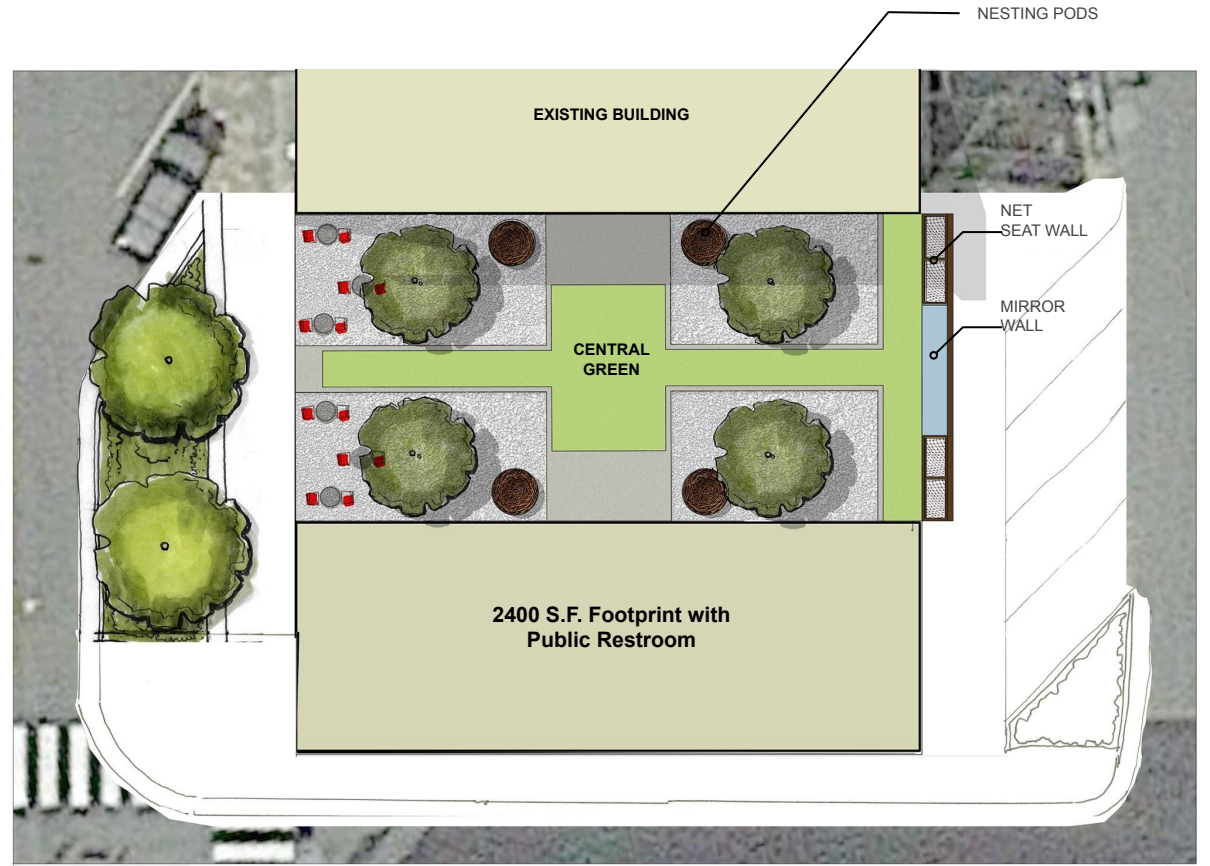 NESTING PODS
EXISTING BUILDING
NET
SEAT WALL
MIRROR
WALL
CENTRAL
GREEN
2400 S.F. Footprint with
Public Restroom